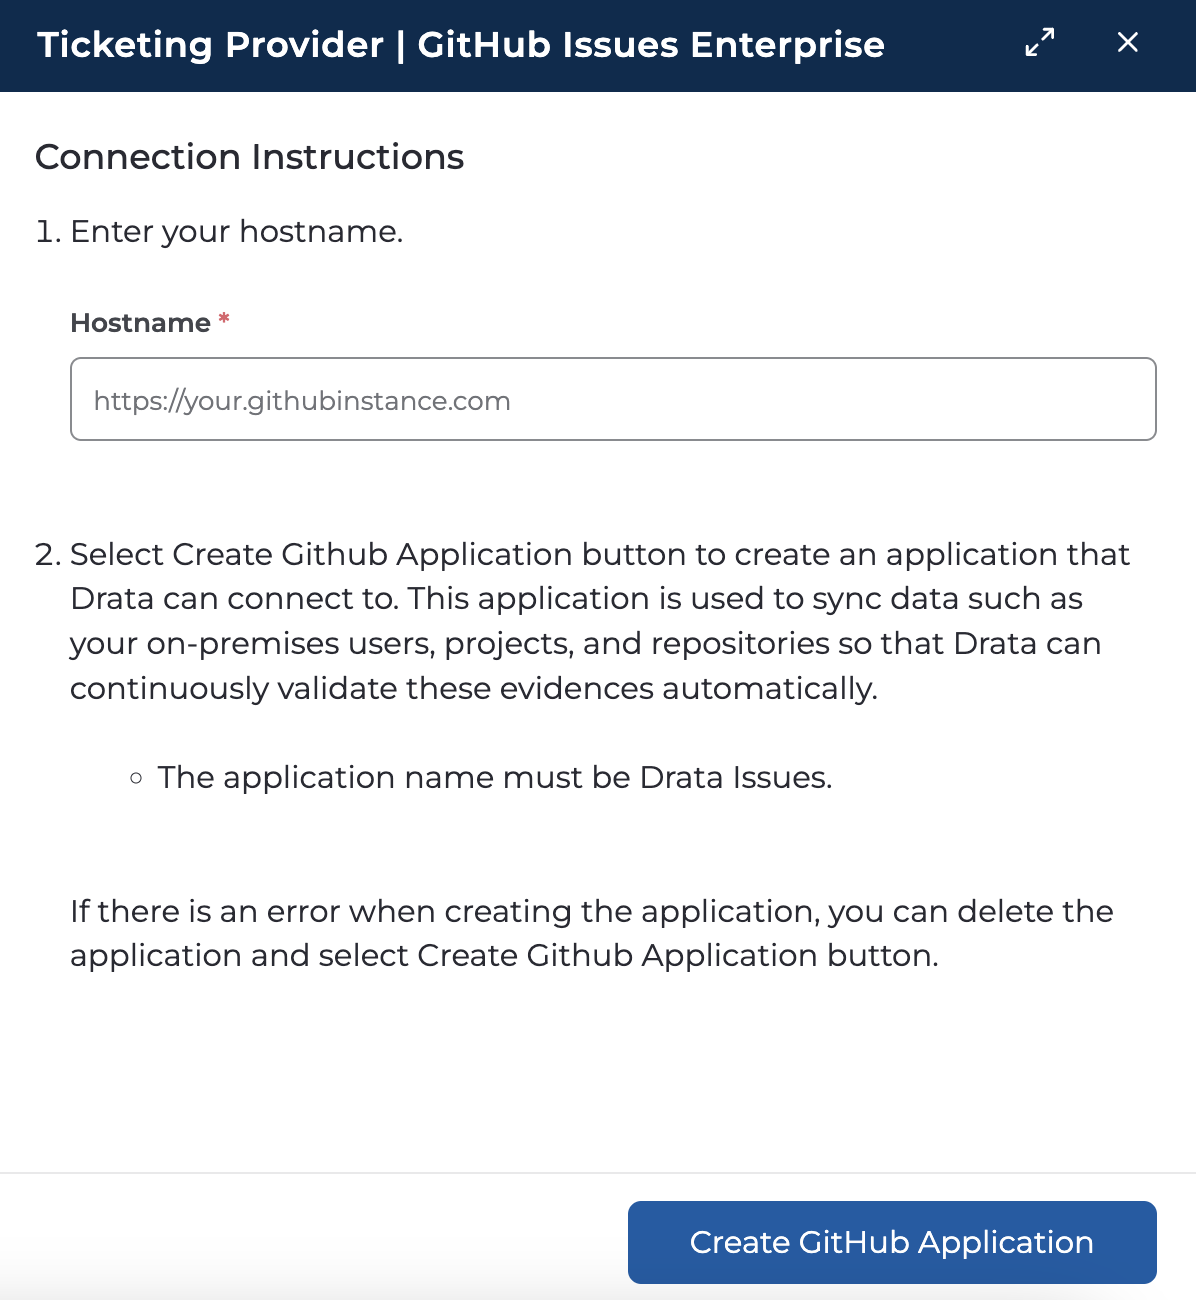 Ticketing Provider | GitHub Issues Enterprise
Connection Instructions
1. Enter your hostname.
Hostname *
https://your.githubinstance.com
2. Select Create Github Application button to create an application that
Drata can connect to. This application is used to sync data such as
your on-premises users, projects, and repositories so that Drata can
continuously validate these evidences automatically.
◦ The application name must be Drata Issues.
If there is an error when creating the application, you can delete the
application and select Create Github Application button.
Create GitHub Application